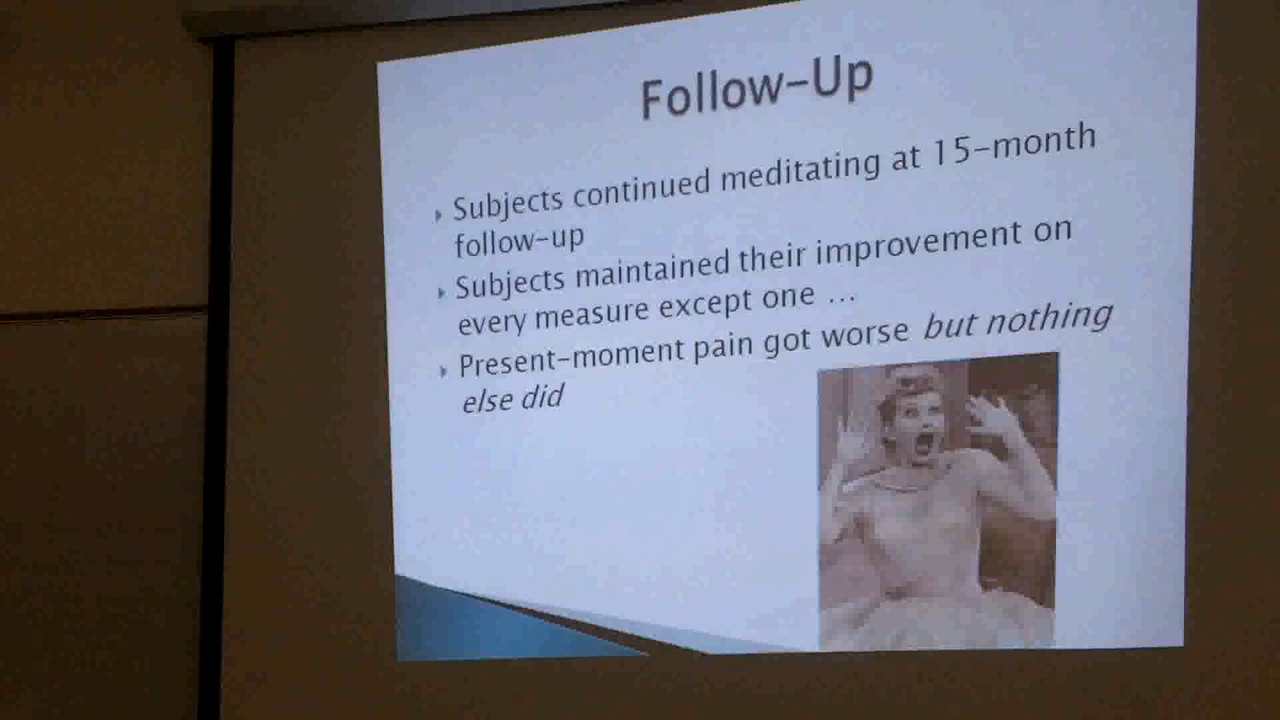 Follow-Up
Subjects continued meditating at 15-month
follow-up
Subjects maintained their improvement on
every measure except one ...
Present-moment pain got worse but nothing
else did